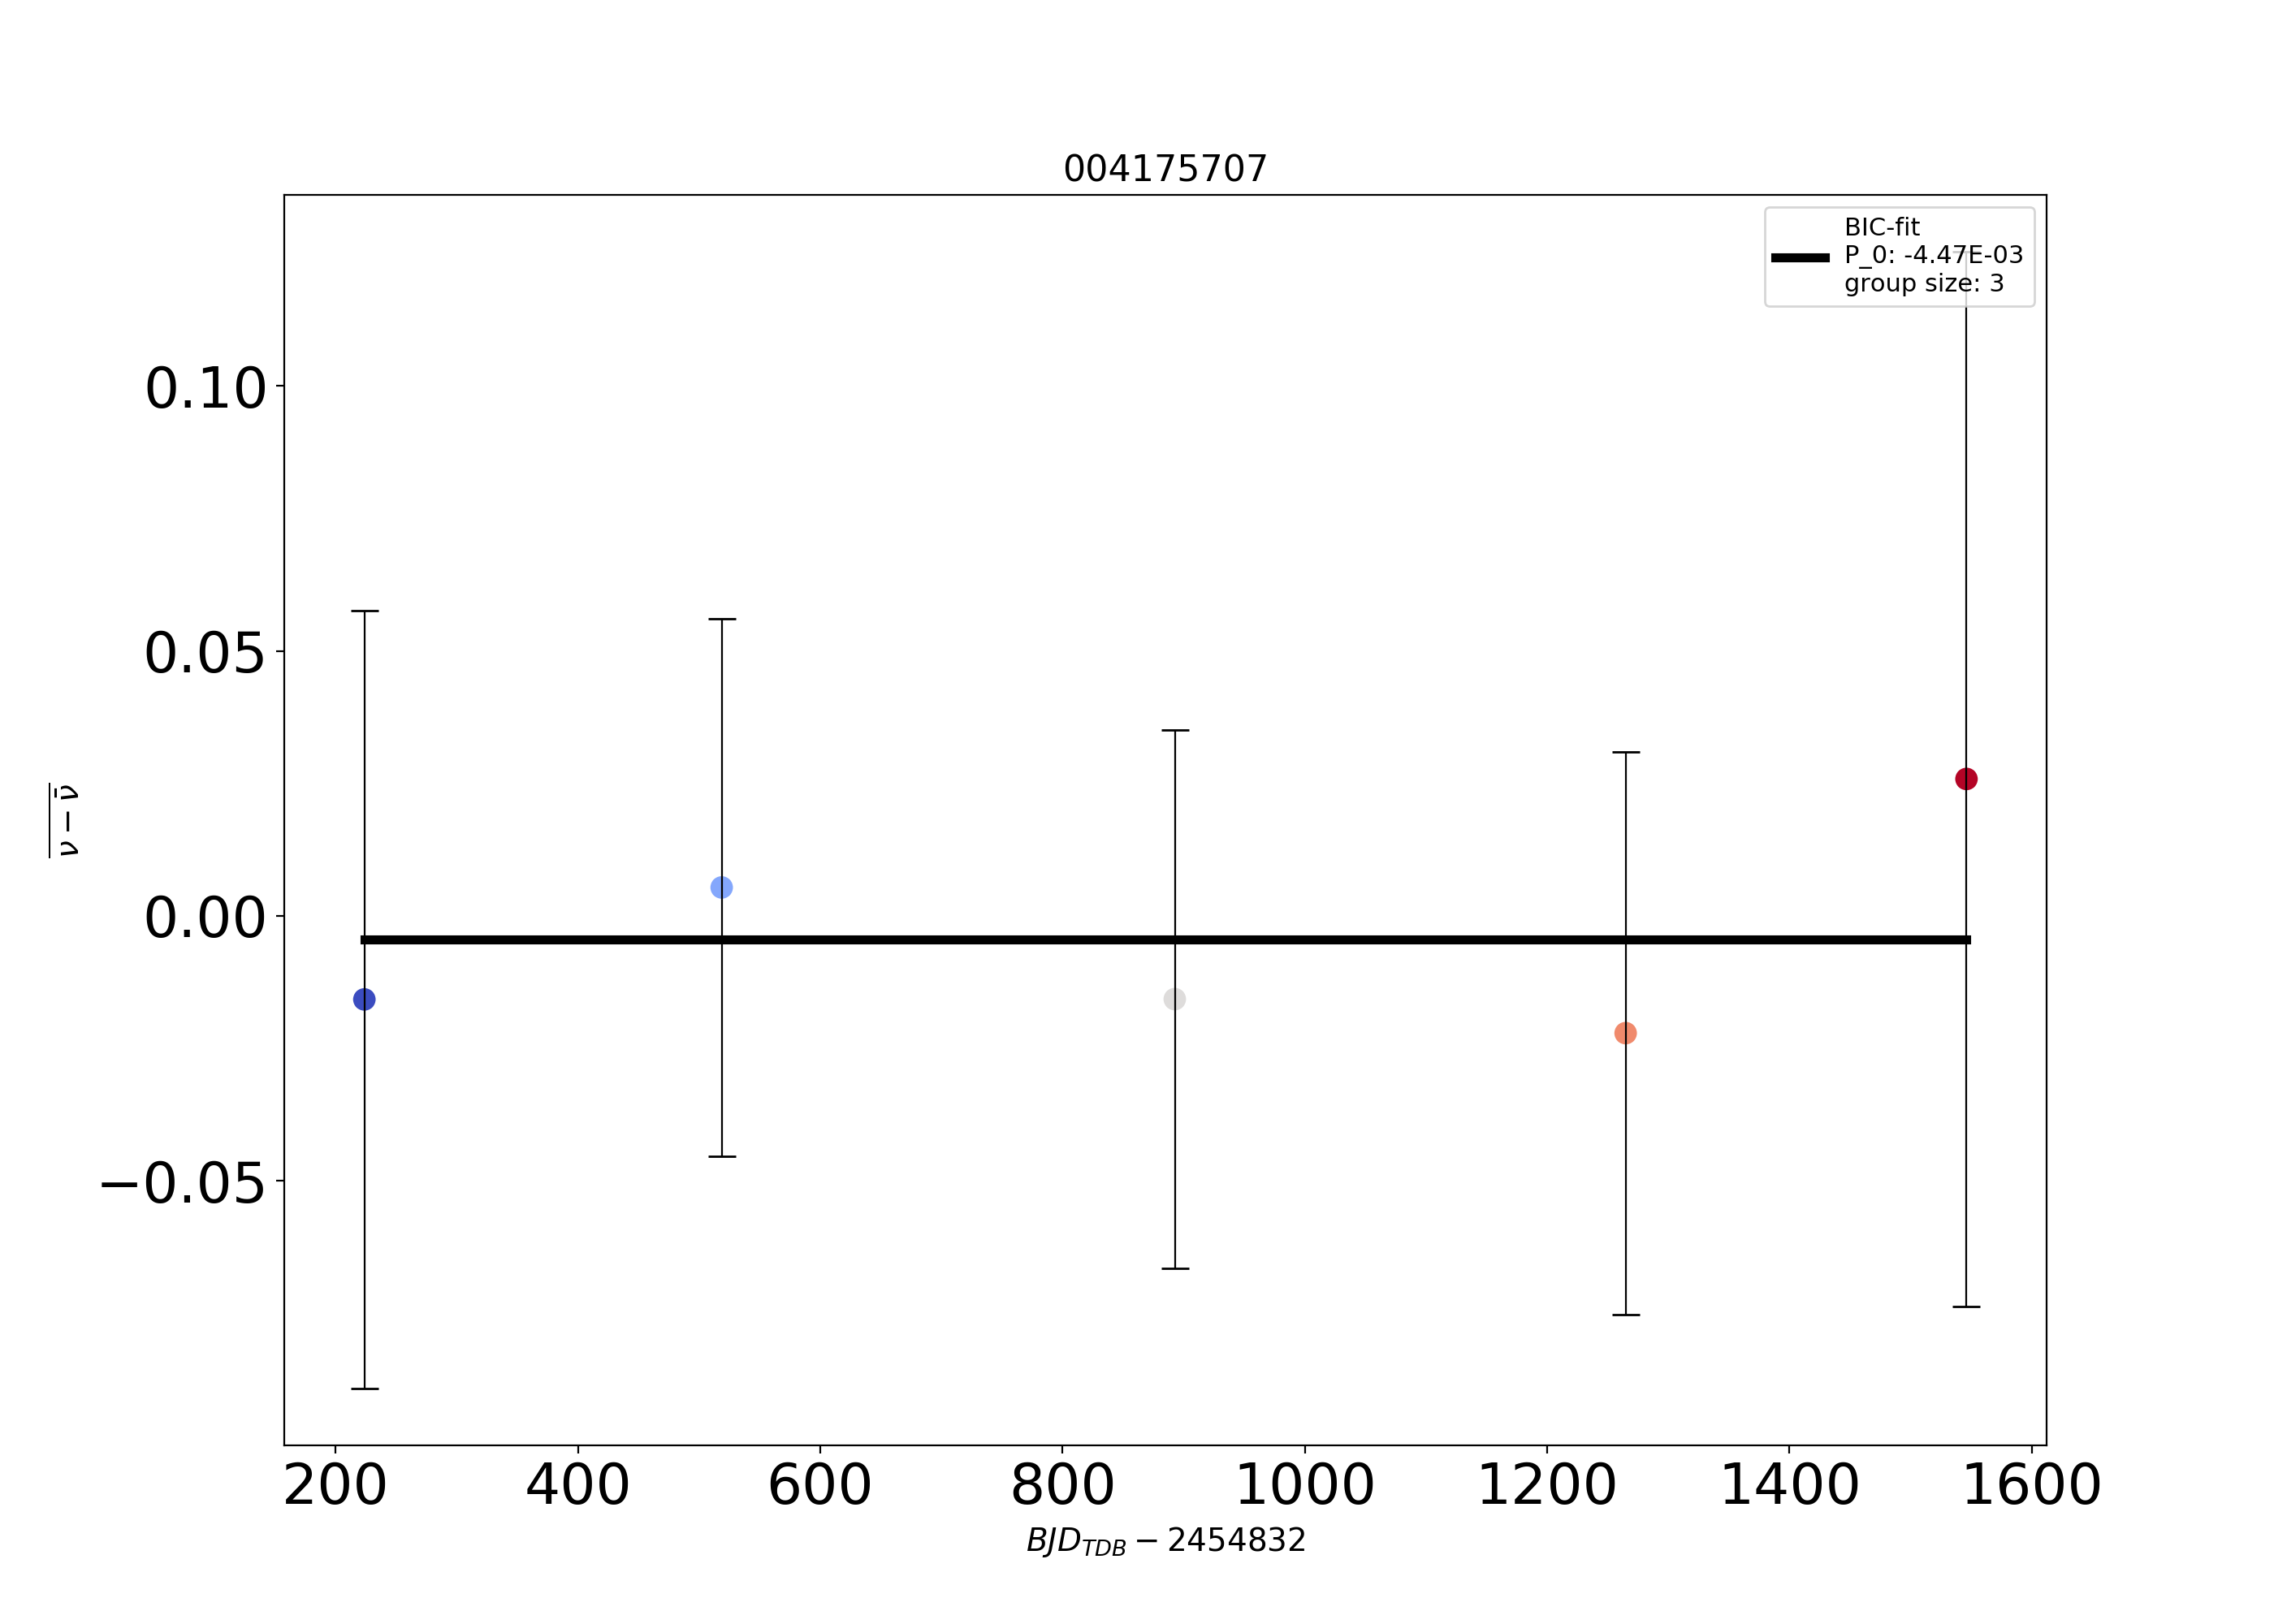 004175707
BIC-fit
P_0: -4.47E-03
group size: 3
0.10
0.05
0.00
−0.05
ν − ν̄
200 400 600 800 1000 1200 1400 1600
BJD_TDB − 2454832